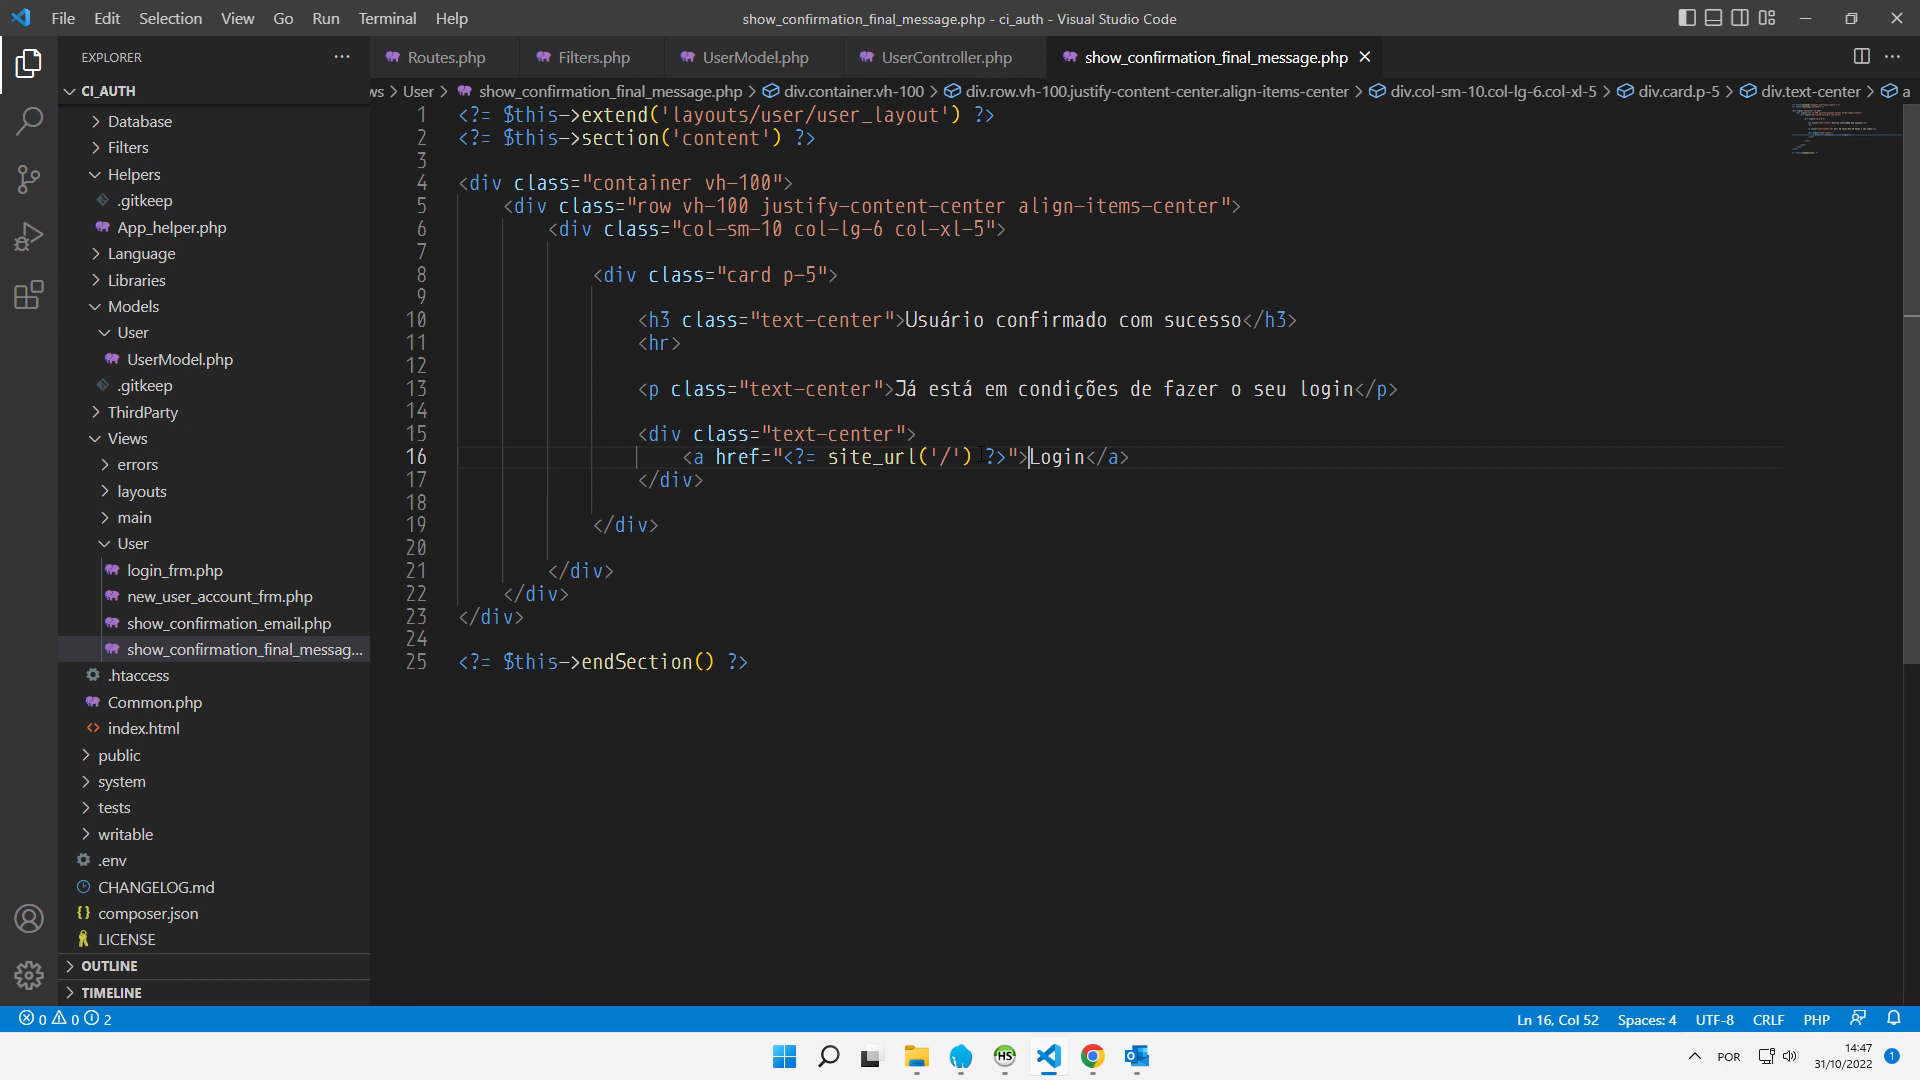 File Edit Selection View Go Run Terminal Help
show_confirmation_final_message.php - ci_auth - Visual Studio Code
EXPLORER
CI_AUTH
Database
Filters
Helpers
.gitkeep
App_helper.php
Language
Libraries
Models
User
UserModel.php
.gitkeep
ThirdParty
Views
errors
layouts
main
User
login_frm.php
new_user_account_frm.php
show_confirmation_email.php
show_confirmation_final_messag...
.htaccess
Common.php
index.html
public
system
tests
writable
.env
CHANGELOG.md
composer.json
LICENSE
OUTLINE
TIMELINE
Routes.php Filters.php UserModel.php UserController.php show_confirmation_final_message.php
ws > User > show_confirmation_final_message.php > div.container.vh-100 > div.row.vh-100.justify-content-center.align-items-center > div.col-sm-10.col-lg-6.col-xl-5 > div.card.p-5 > div.text-center > a
1 <?= $this->extend('layouts/user/user_layout') ?>
2 <?= $this->section('content') ?>
3
4 <div class="container vh-100">
5 <div class="row vh-100 justify-content-center align-items-center">
6 <div class="col-sm-10 col-lg-6 col-xl-5">
7
8 <div class="card p-5">
9
10 <h3 class="text-center">Usuário confirmado com sucesso</h3>
11 <hr>
12
13 <p class="text-center">Já está em condições de fazer o seu login</p>
14
15 <div class="text-center">
16 <a href="<?= site_url('/') ?>">Login</a>
17 </div>
18
19 </div>
20
21 </div>
22 </div>
23 </div>
24
25 <?= $this->endSection() ?>
0 0 2
Ln 16, Col 52 Spaces: 4 UTF-8 CRLF PHP
HS
POR
14:47
31/10/2022
1